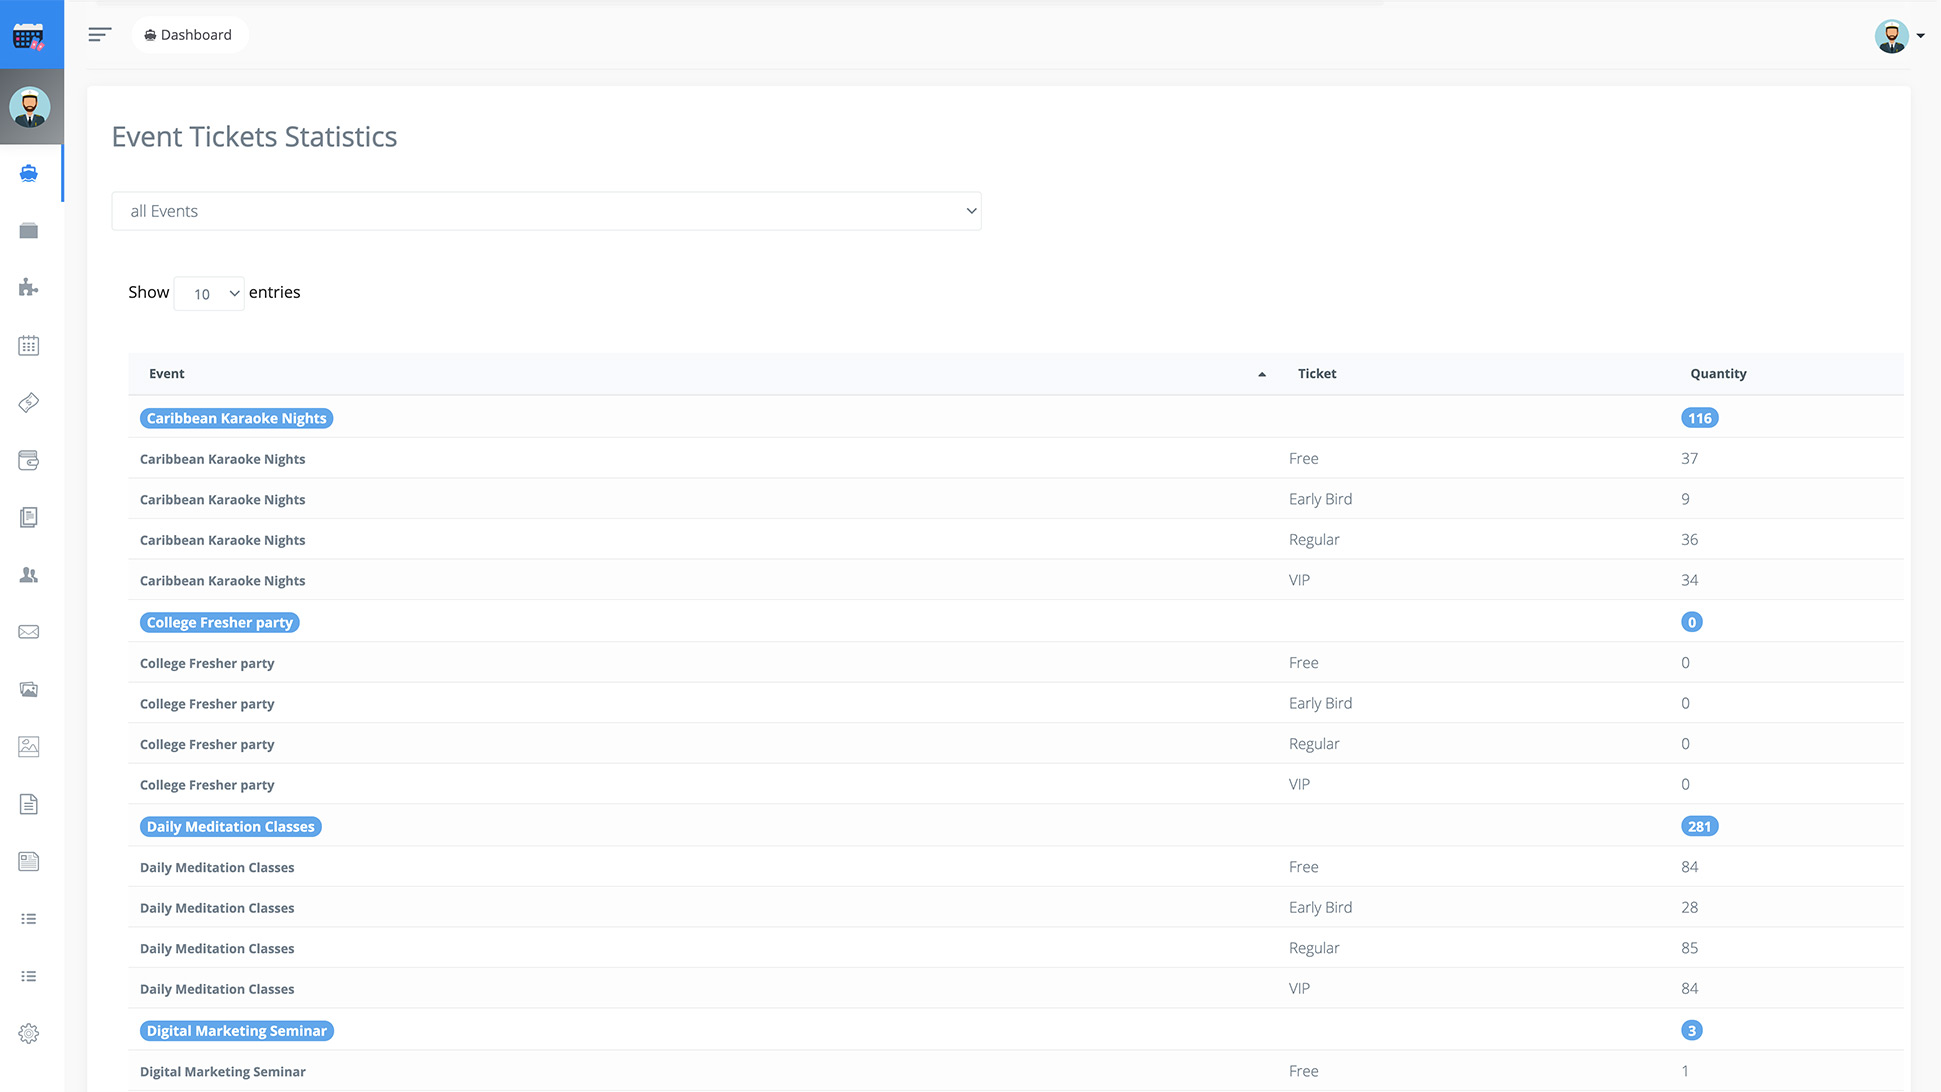 Dashboard
Event Tickets Statistics
all Events
Show 10 entries
Event Ticket Quantity
Caribbean Karaoke Nights 116
Caribbean Karaoke Nights Free 37
Caribbean Karaoke Nights Early Bird 9
Caribbean Karaoke Nights Regular 36
Caribbean Karaoke Nights VIP 34
College Fresher party 0
College Fresher party Free 0
College Fresher party Early Bird 0
College Fresher party Regular 0
College Fresher party VIP 0
Daily Meditation Classes 281
Daily Meditation Classes Free 84
Daily Meditation Classes Early Bird 28
Daily Meditation Classes Regular 85
Daily Meditation Classes VIP 84
Digital Marketing Seminar 3
Digital Marketing Seminar Free 1